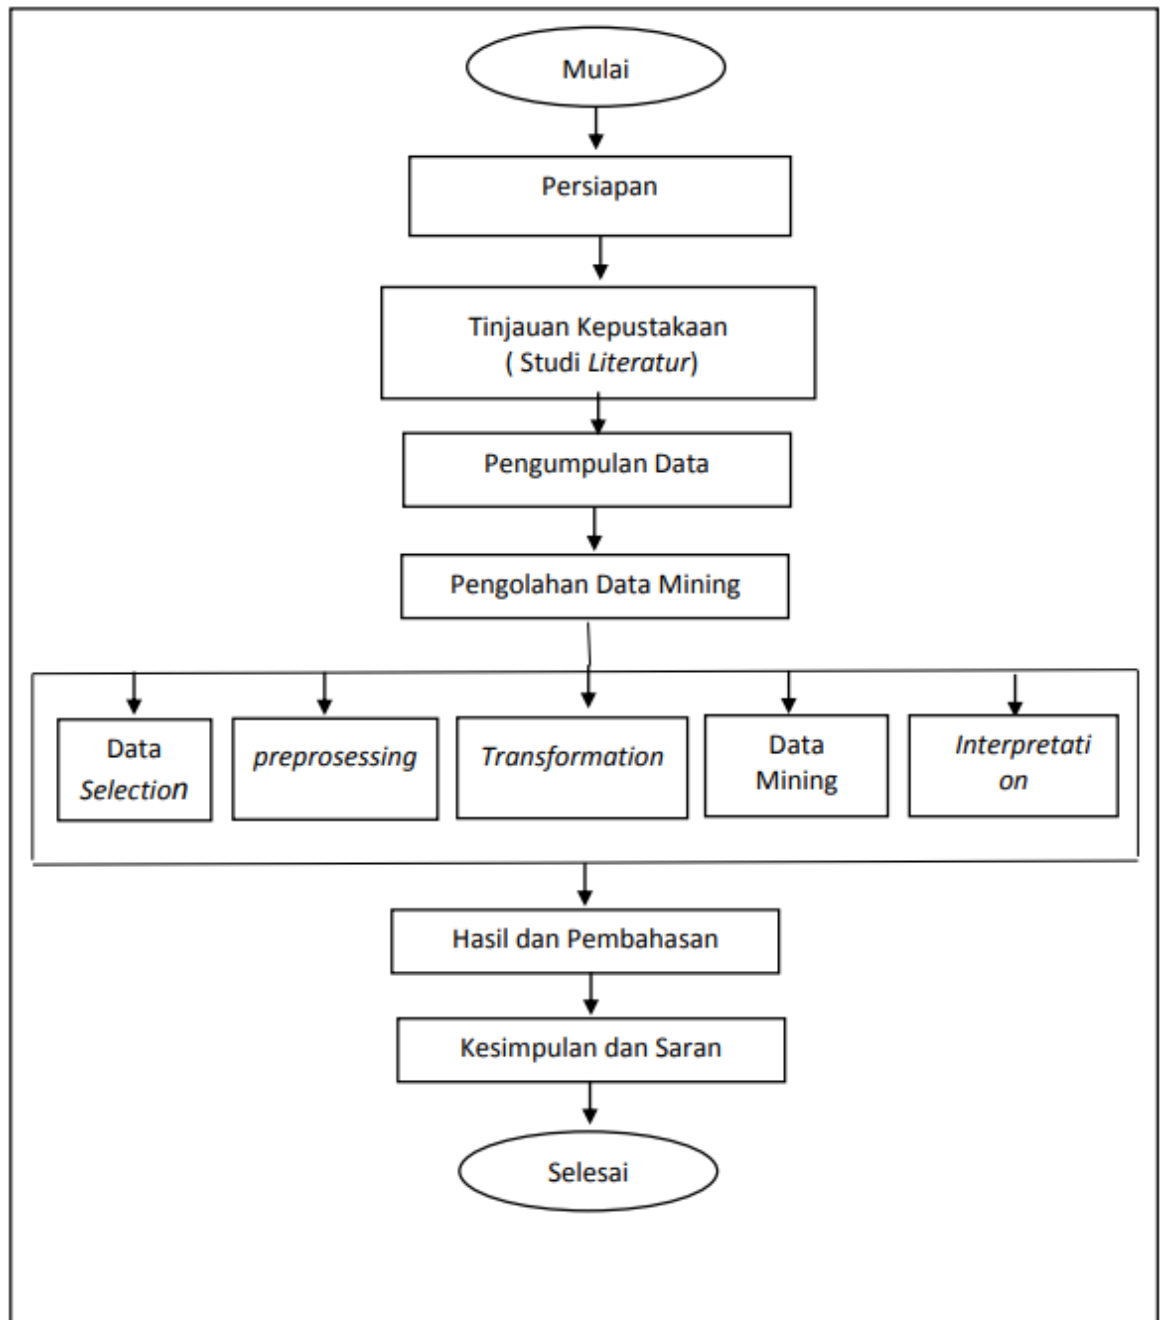 Mulai
Persiapan
Tinjauan Kepustakaan
( Studi Literatur)
Pengumpulan Data
Pengolahan Data Mining
Data
Selection
preprosessing
Transformation
Data
Mining
Interpretati
on
Hasil dan Pembahasan
Kesimpulan dan Saran
Selesai